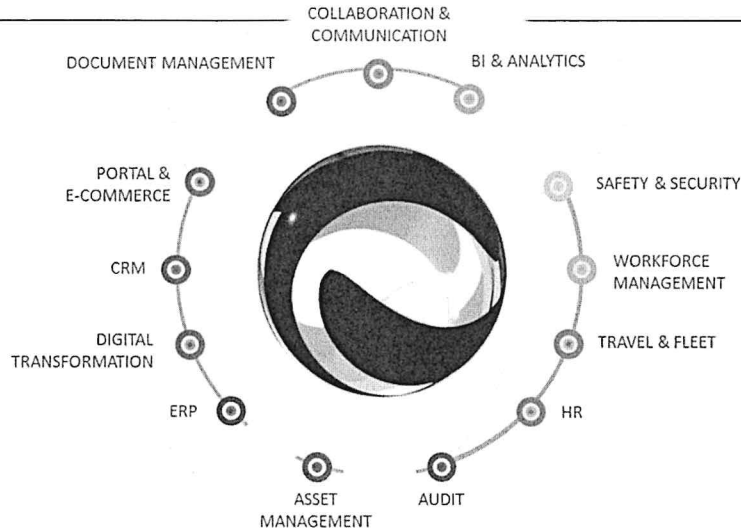 COLLABORATION &
COMMUNICATION
DOCUMENT MANAGEMENT
BI & ANALYTICS
PORTAL &
E-COMMERCE
SAFETY & SECURITY
CRM
WORKFORCE
MANAGEMENT
DIGITAL
TRANSFORMATION
TRAVEL & FLEET
ERP
HR
ASSET
MANAGEMENT
AUDIT